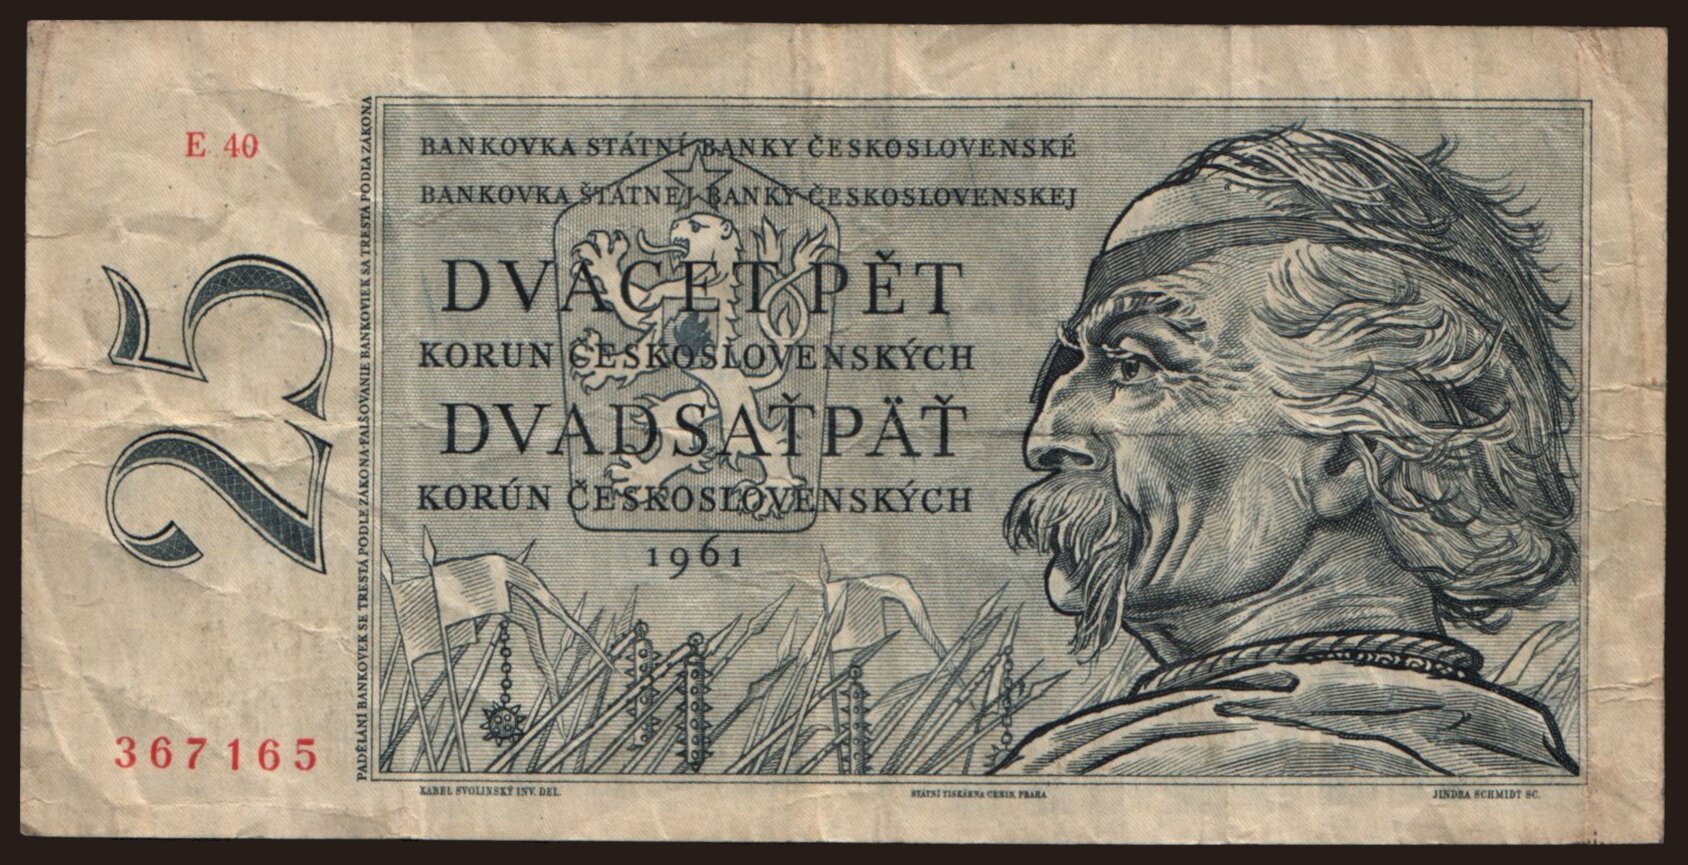 E 40
25
367165
PADĚLÁNÍ BANKOVEK SE TRESTÁ PODLE ZÁKONA·FALŠOVANIE BANKOVIEK SA TRESTÁ PODĽA ZÁKONA
BANKOVKA STÁTNÍ BANKY ČESKOSLOVENSKÉ
BANKOVKA ŠTÁTNEJ BANKY ČESKOSLOVENSKEJ
DVACET PĚT
KORUN ČESKOSLOVENSKÝCH
DVADSAŤPÄŤ
KORÚN ČESKOSLOVENSKÝCH
1961
KAREL SVOLINSKÝ INV. DEL.
STÁTNÍ TISKÁRNA CENIN, PRAHA
JINDRA SCHMIDT SC.